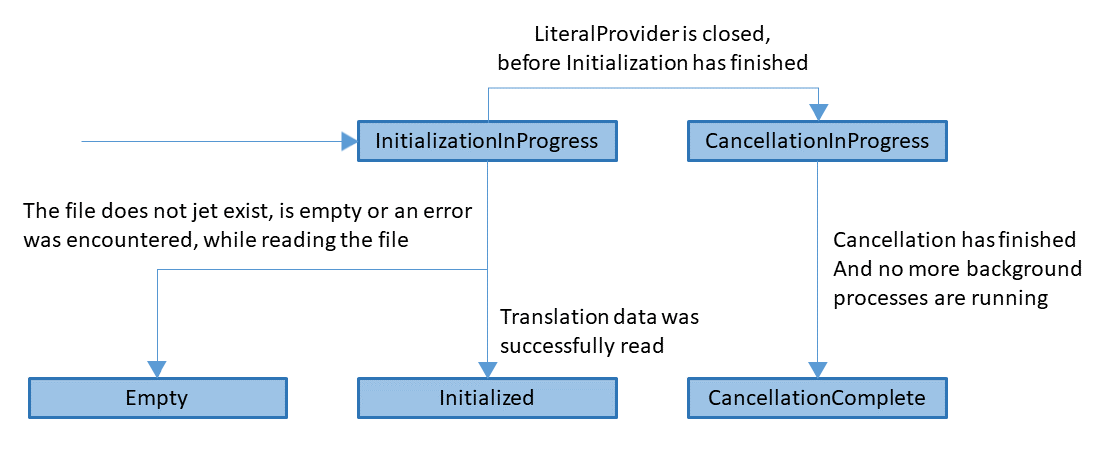 LiteralProvider is closed,
before Initialization has finished
InitializationInProgress
CancellationInProgress
The file does not jet exist, is empty or an error
was encountered, while reading the file
Cancellation has finished
And no more background
processes are running
Translation data was
successfully read
Empty
Initialized
CancellationComplete